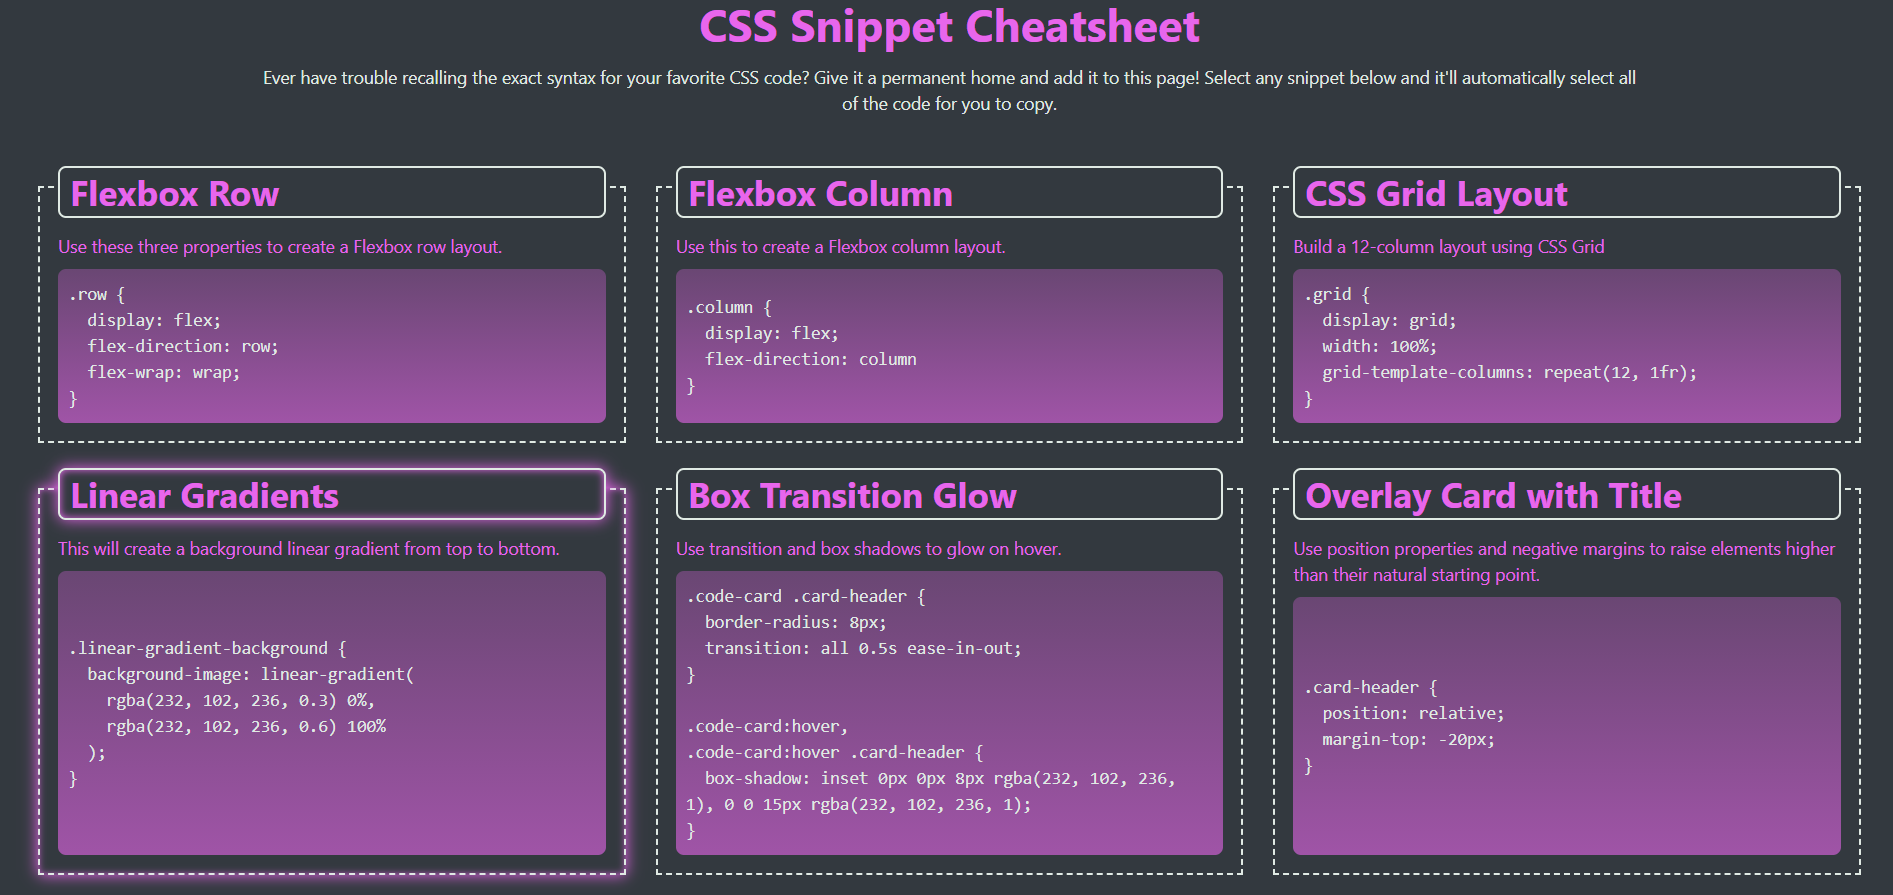 CSS Snippet Cheatsheet
Ever have trouble recalling the exact syntax for your favorite CSS code? Give it a permanent home and add it to this page! Select any snippet below and it'll automatically select all
of the code for you to copy.
Flexbox Row
Use these three properties to create a Flexbox row layout.
.row {
  display: flex;
  flex-direction: row;
  flex-wrap: wrap;
}
Flexbox Column
Use this to create a Flexbox column layout.
.column {
  display: flex;
  flex-direction: column
}
CSS Grid Layout
Build a 12-column layout using CSS Grid
.grid {
  display: grid;
  width: 100%;
  grid-template-columns: repeat(12, 1fr);
}
Linear Gradients
This will create a background linear gradient from top to bottom.
.linear-gradient-background {
  background-image: linear-gradient(
    rgba(232, 102, 236, 0.3) 0%,
    rgba(232, 102, 236, 0.6) 100%
  );
}
Box Transition Glow
Use transition and box shadows to glow on hover.
.code-card .card-header {
  border-radius: 8px;
  transition: all 0.5s ease-in-out;
}
.code-card:hover,
.code-card:hover .card-header {
  box-shadow: inset 0px 0px 8px rgba(232, 102, 236,
1), 0 0 15px rgba(232, 102, 236, 1);
}
Overlay Card with Title
Use position properties and negative margins to raise elements higher
than their natural starting point.
.card-header {
  position: relative;
  margin-top: -20px;
}